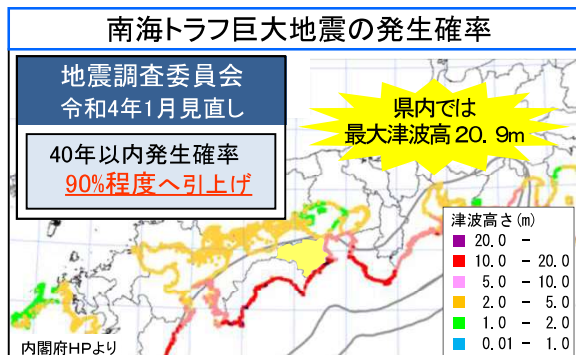 南海トラフ巨大地震の発生確率
地震調査委員会
令和4年1月見直し
40年以内発生確率
90%程度へ引上げ
県内では
最大津波高20.9m
津波高さ(m)
20.0 -
10.0 - 20.0
5.0 - 10.0
2.0 - 5.0
1.0 - 2.0
0.01 - 1.0
内閣府HPより